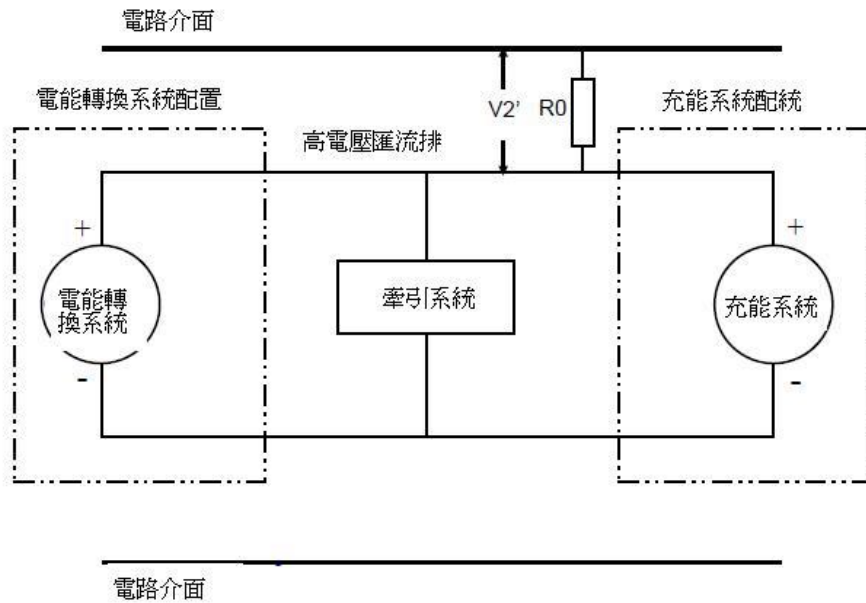 電路介面
電能轉換系統配置
V2'
R0
充能系統配統
高電壓匯流排
+
+
電能轉
換系統
牽引系統
充能系統
-
-
電路介面